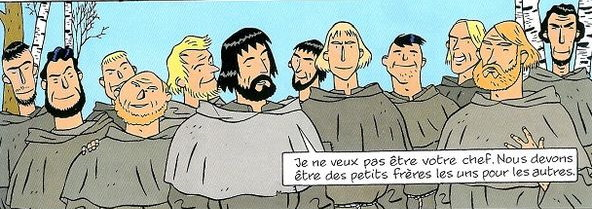 Je ne veux pas être votre chef. Nous devons
être des petits frères les uns pour les autres.